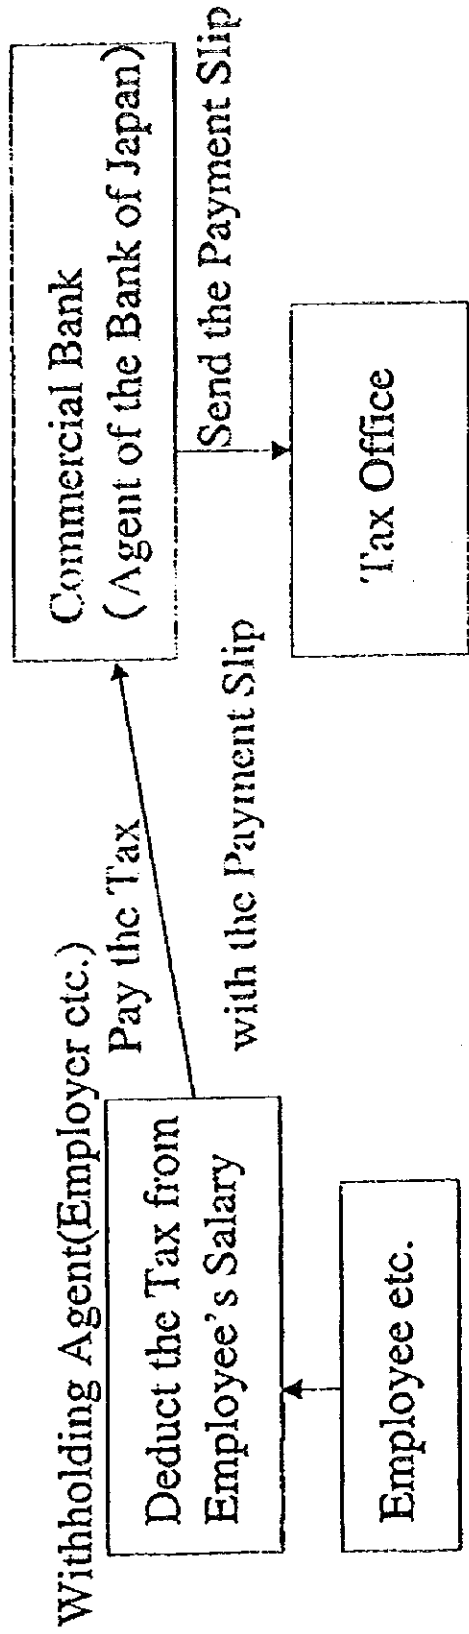 Withholding Agent(Employer etc.)
Deduct the Tax from
Employee's Salary
Employee etc.
Pay the Tax
with the Payment Slip
Commercial Bank
(Agent of the Bank of Japan)
Send the Payment Slip
Tax Office